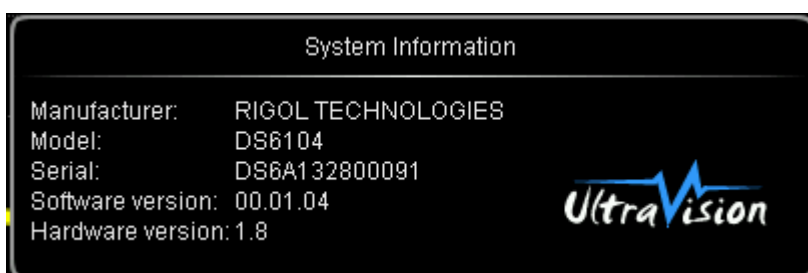 System Information
Manufacturer: RIGOL TECHNOLOGIES
Model: DS6104
Serial: DS6A132800091
Software version: 00.01.04
Hardware version: 1.8
UltraVision